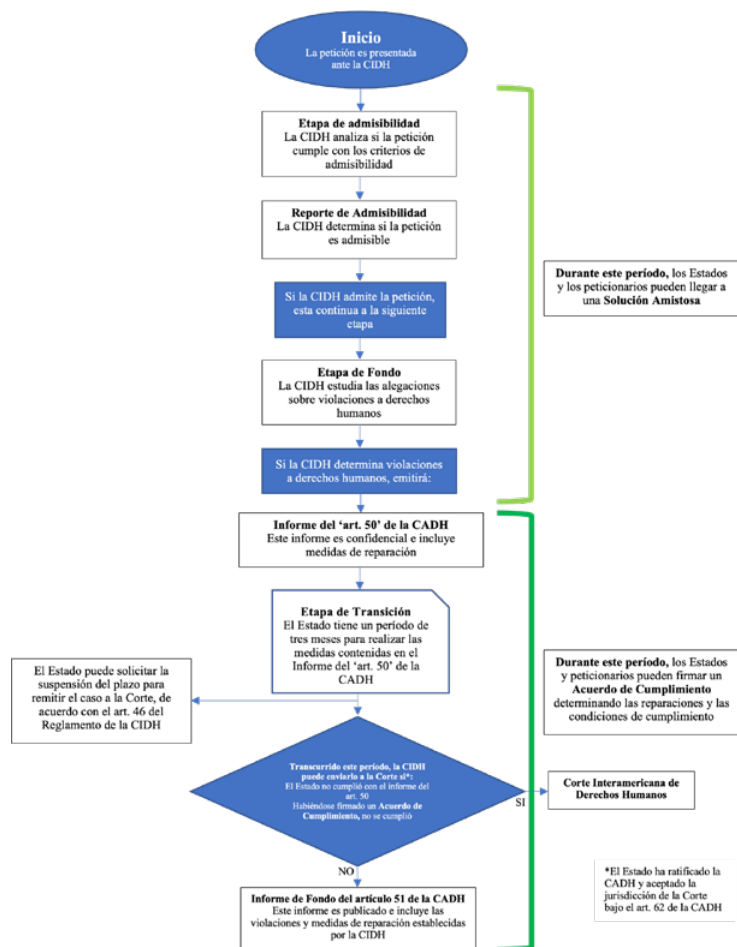 Inicio
La petición es presentada
ante la CIDH
Etapa de admisibilidad
La CIDH analiza si la petición
cumple con los criterios de
admisibilidad
Reporte de Admisibilidad
La CIDH determina si la petición
es admisible
Durante este período, los Estados
y los peticionarios pueden llegar a
una Solución Amistosa
Si la CIDH admite la petición,
esta continua a la siguiente
etapa
Etapa de Fondo
La CIDH estudia las alegaciones
sobre violaciones a derechos
humanos
Si la CIDH determina violaciones
a derechos humanos, emitirá:
Informe del ‘art. 50’ de la CADH
Este informe es confidencial e incluye
medidas de reparación
Etapa de Transición
El Estado tiene un período de
tres meses para realizar las
medidas contenidas en el
Informe del ‘art. 50’ de la
CADH
El Estado puede solicitar la
suspensión del plazo para
remitir el caso a la Corte, de
acuerdo con el art. 46 del
Reglamento de la CIDH
Durante este período, los Estados
y peticionarios pueden firmar un
Acuerdo de Cumplimiento
determinando las reparaciones y las
condiciones de cumplimiento
Transcurrido este período, la CIDH
puede enviarlo a la Corte si*:
El Estado no cumplió con el informe del
art. 50
Habiéndose firmado un Acuerdo de
Cumplimiento, no se cumplió
SI
Corte Interamericana de
Derechos Humanos
NO
*El Estado ha ratificado la
CADH y aceptado la
jurisdicción de la Corte
bajo el art. 62 de la CADH
Informe de Fondo del artículo 51 de la CADH
Este informe es publicado e incluye las
violaciones y medidas de reparación establecidas
por la CIDH